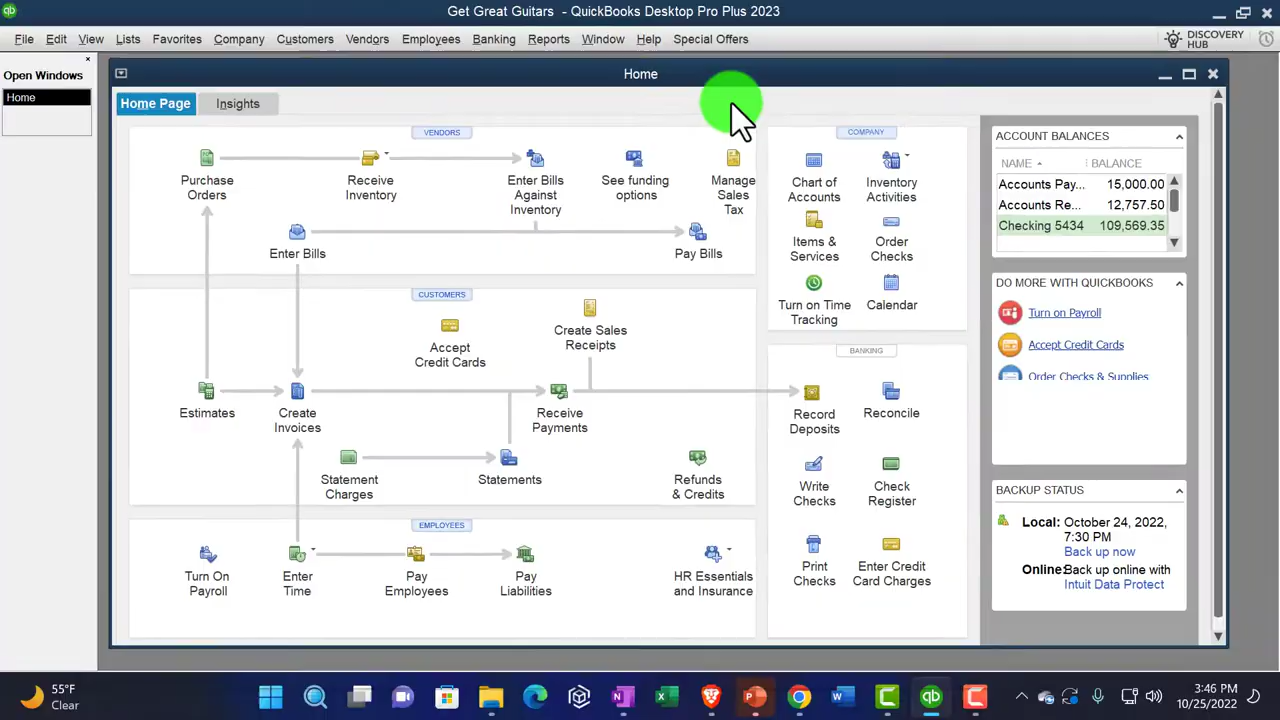 Get Great Guitars - QuickBooks Desktop Pro Plus 2023
File Edit View Lists Favorites Company Customers Vendors Employees Banking Reports Window Help Special Offers
DISCOVERY
HUB
Open Windows
Home
Home
Home Page Insights
VENDORS
Purchase
Orders
Receive
Inventory
Enter Bills
Against
Inventory
See funding
options
Manage
Sales
Tax
Enter Bills
Pay Bills
CUSTOMERS
Accept
Credit Cards
Create Sales
Receipts
Estimates
Create
Invoices
Receive
Payments
Statement
Charges
Statements
Refunds
& Credits
EMPLOYEES
Turn On
Payroll
Enter
Time
Pay
Employees
Pay
Liabilities
HR Essentials
and Insurance
COMPANY
Chart of
Accounts
Inventory
Activities
Items &
Services
Order
Checks
Turn on Time
Tracking
Calendar
BANKING
Record
Deposits
Reconcile
Write
Checks
Check
Register
Print
Checks
Enter Credit
Card Charges
ACCOUNT BALANCES
NAME BALANCE
Accounts Pay... 15,000.00
Accounts Re... 12,757.50
Checking 5434 109,569.35
DO MORE WITH QUICKBOOKS
Turn on Payroll
Accept Credit Cards
Order Checks & Supplies
BACKUP STATUS
Local: October 24, 2022,
7:30 PM
Back up now
Online: Back up online with
Intuit Data Protect
55°F
Clear
3:46 PM
10/25/2022